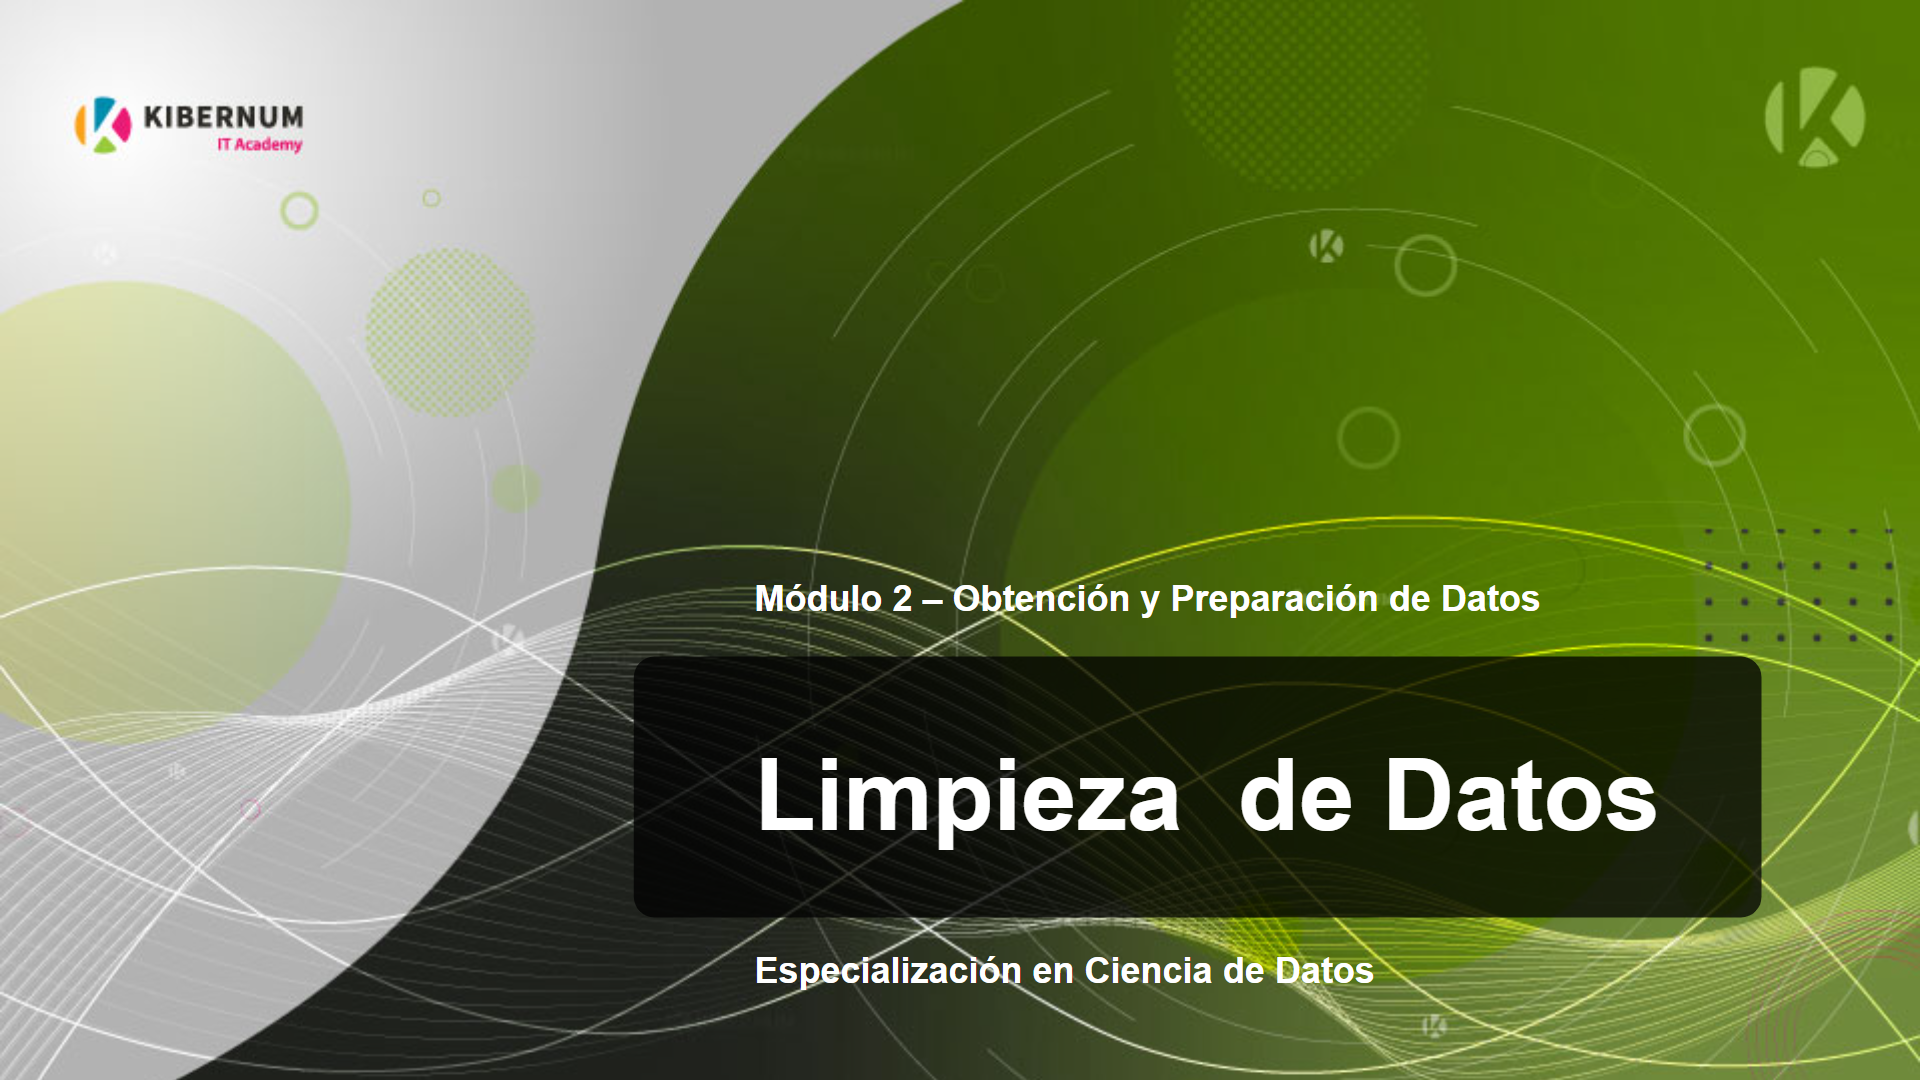 KIBERNUM
IT Academy
Módulo 2 – Obtención y Preparación de Datos
Limpieza de Datos
Especialización en Ciencia de Datos